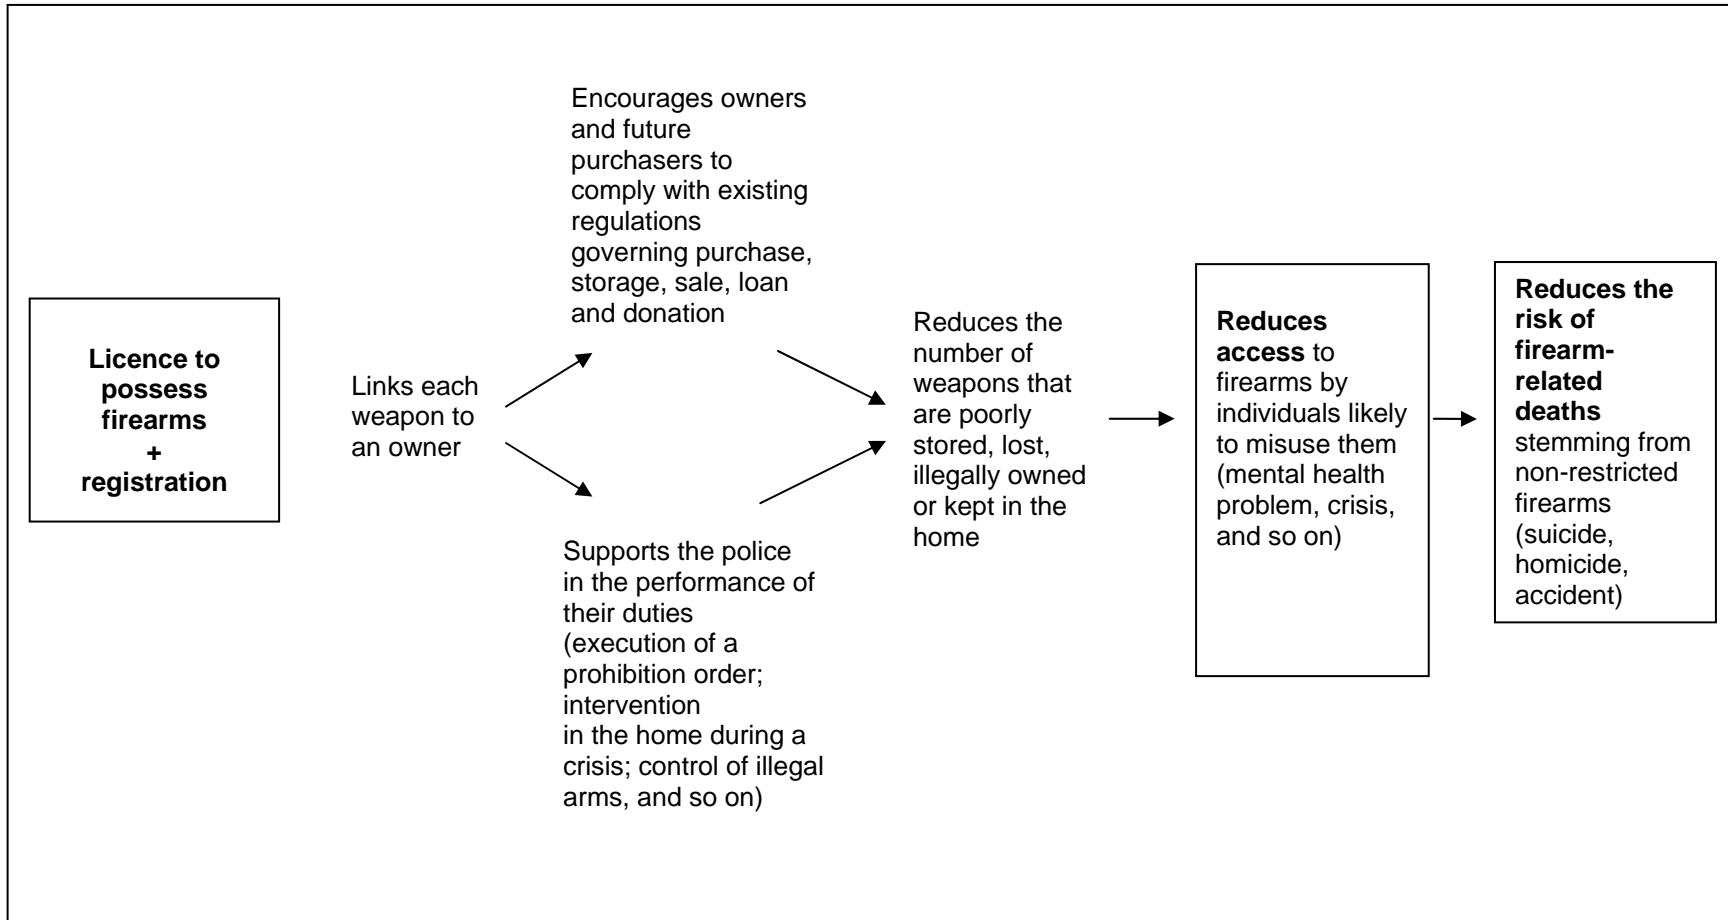 Licence to
possess
firearms
+
registration
Links each
weapon to
an owner
Encourages owners
and future
purchasers to
comply with existing
regulations
governing purchase,
storage, sale, loan
and donation
Supports the police
in the performance of
their duties
(execution of a
prohibition order;
intervention
in the home during a
crisis; control of illegal
arms, and so on)
Reduces the
number of
weapons that
are poorly
stored, lost,
illegally owned
or kept in the
home
Reduces
access to
firearms by
individuals likely
to misuse them
(mental health
problem, crisis,
and so on)
Reduces the
risk of
firearm-
related
deaths
stemming from
non-restricted
firearms
(suicide,
homicide,
accident)